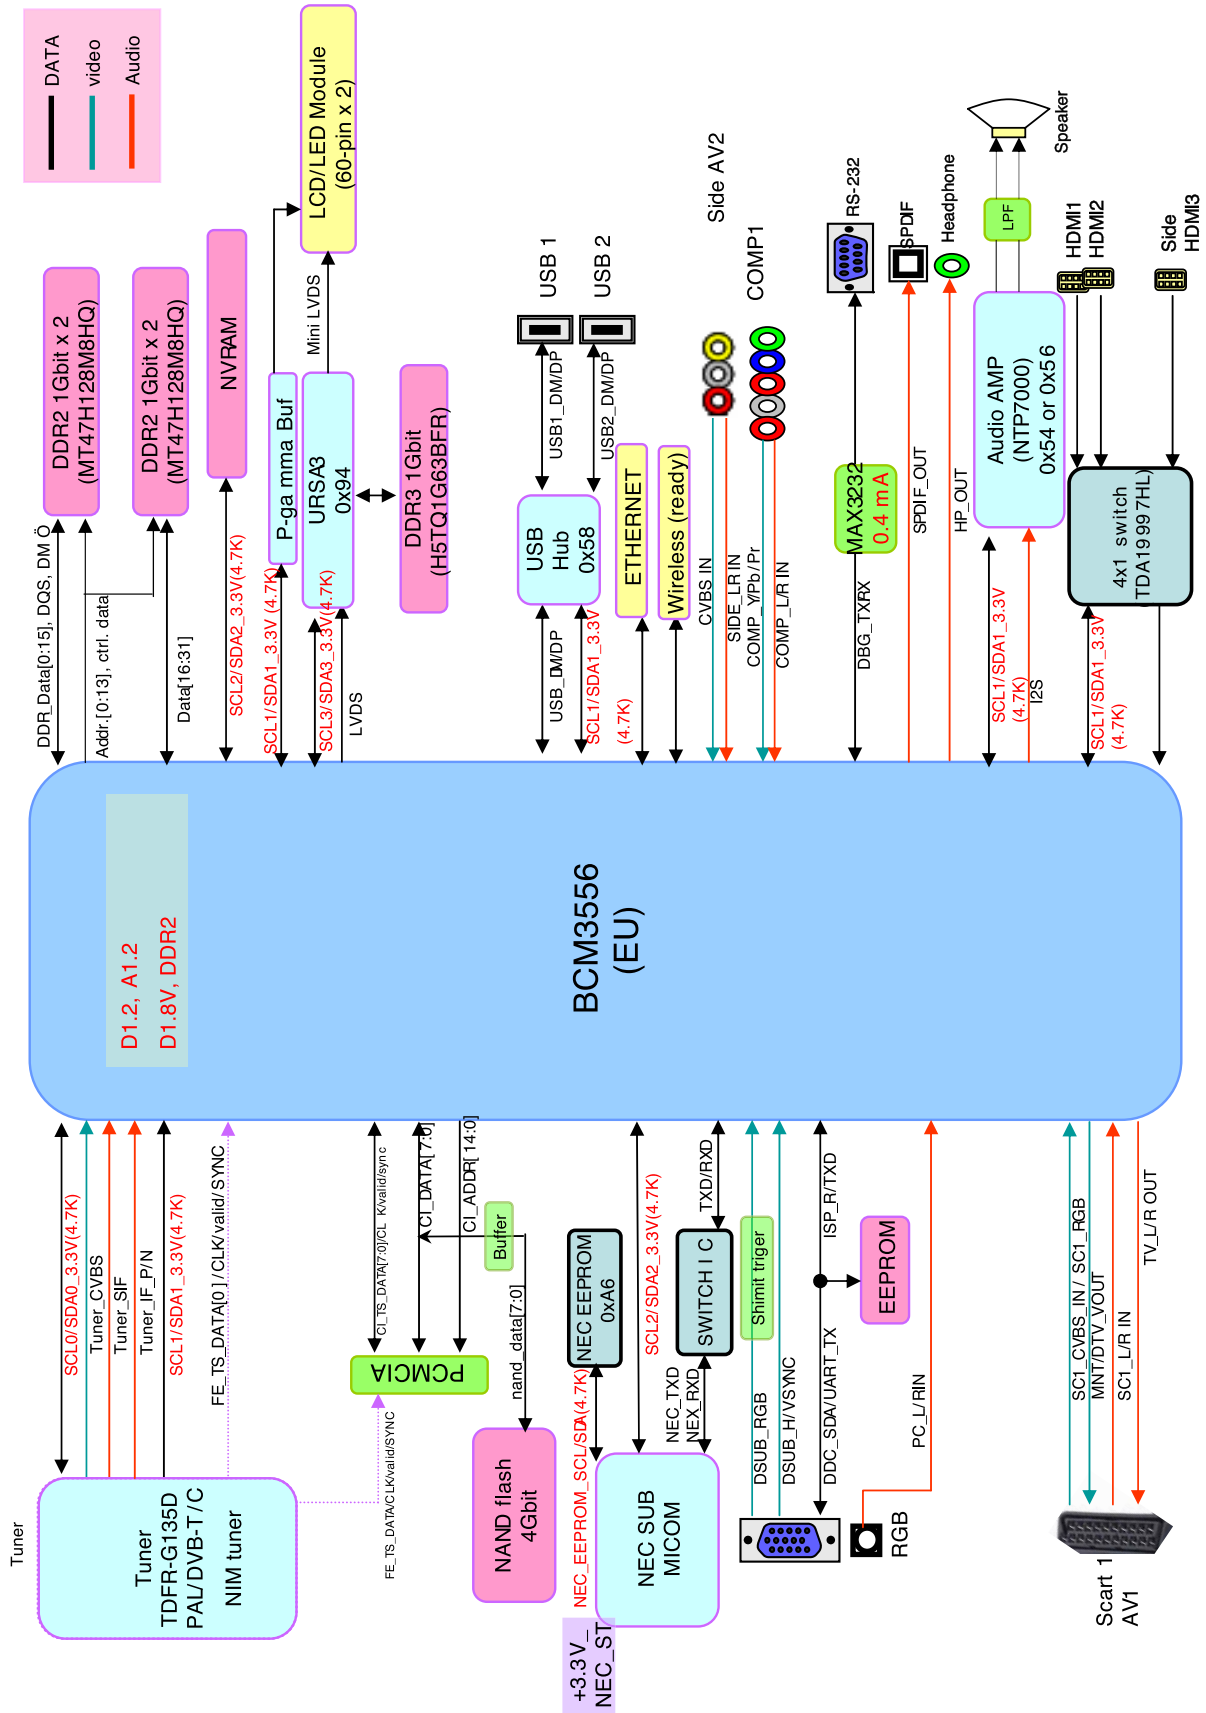 DATA
video
Audio
DDR2 1Gbit x 2
(MT47H128M8HQ)
DDR2 1Gbit x 2
(MT47H128M8HQ)
NVRAM
LCD/LED Module
(60-pin x 2)
Mini LVDS
P-ga mma Buf
URSA3
0x94
DDR3 1Gbit
(H5TQ1G63BFR)
DDR_Data[0:15], DQS, DM Ö
Addr.[0:13], ctrl. data
Data[16:31]
SCL2/SDA2_3.3V(4.7K)
SCL1/SDA1_3.3V (4.7K)
SCL3/SDA3_3.3V(4.7K)
LVDS
USB 1
USB 2
USB1_DM/DP
USB2_DM/DP
USB
Hub
0x58
USB_DM/DP
SCL1/SDA1_3.3V
(4.7K)
ETHERNET
Wireless (ready)
Side AV2
COMP1
CVBS IN
SIDE_LR IN
COMP_Y/Pb/Pr
COMP_L/R IN
RS-232
MAX3232
0.4 mA
DBG_TXRX
SPDIF
SPDIF_OUT
Headphone
HP_OUT
Speaker
LPF
Audio AMP
(NTP7000)
0x54 or 0x56
SCL1/SDA1_3.3V
(4.7K)
I2S
HDMI1
HDMI2
Side
HDMI3
4x1 switch
TDA19997HL)
SCL1/SDA1_3.3V
(4.7K)
D1.2, A1.2
D1.8V, DDR2
BCM3556
(EU)
SCL0/SDA0_3.3V(4.7K)
Tuner_CVBS
Tuner_SIF
Tuner_IF_P/N
SCL1/SDA1_3.3V(4.7K)
FE_TS_DATA[0]/CLK/valid/SYNC
Tuner
Tuner
TDFR-G135D
PAL/DVB-T/C
NIM tuner
CI_TS_DATA[7:0]/CL K/valid/sync
CI_DATA[7:0]
CI_ADDR[14:0]
PCMCIA
Buffer
nand_data[7:0]
FE_TS_DATA/CLK/valid/SYNC
NAND flash
4Gbit
NEC EEPROM
0xA6
NEC_EEPROM_SCL/SDA(4.7K)
SCL2/SDA2_3.3V(4.7K)
NEC SUB
MICOM
+3.3V_
NEC_ST
SWITCH I C
TXD/RXD
NEC_TXD
NEX_RXD
Shimit triger
DSUB_RGB
DSUB_H/VSYNC
ISP_R/TXD
DDC_SDA/UART_TX
EEPROM
PC_L/RIN
RGB
SC1_CVBS_IN/ SC1_RGB
MNT/DTV_VOUT
SC1_L/R IN
TV_L/R OUT
Scart 1
AV1